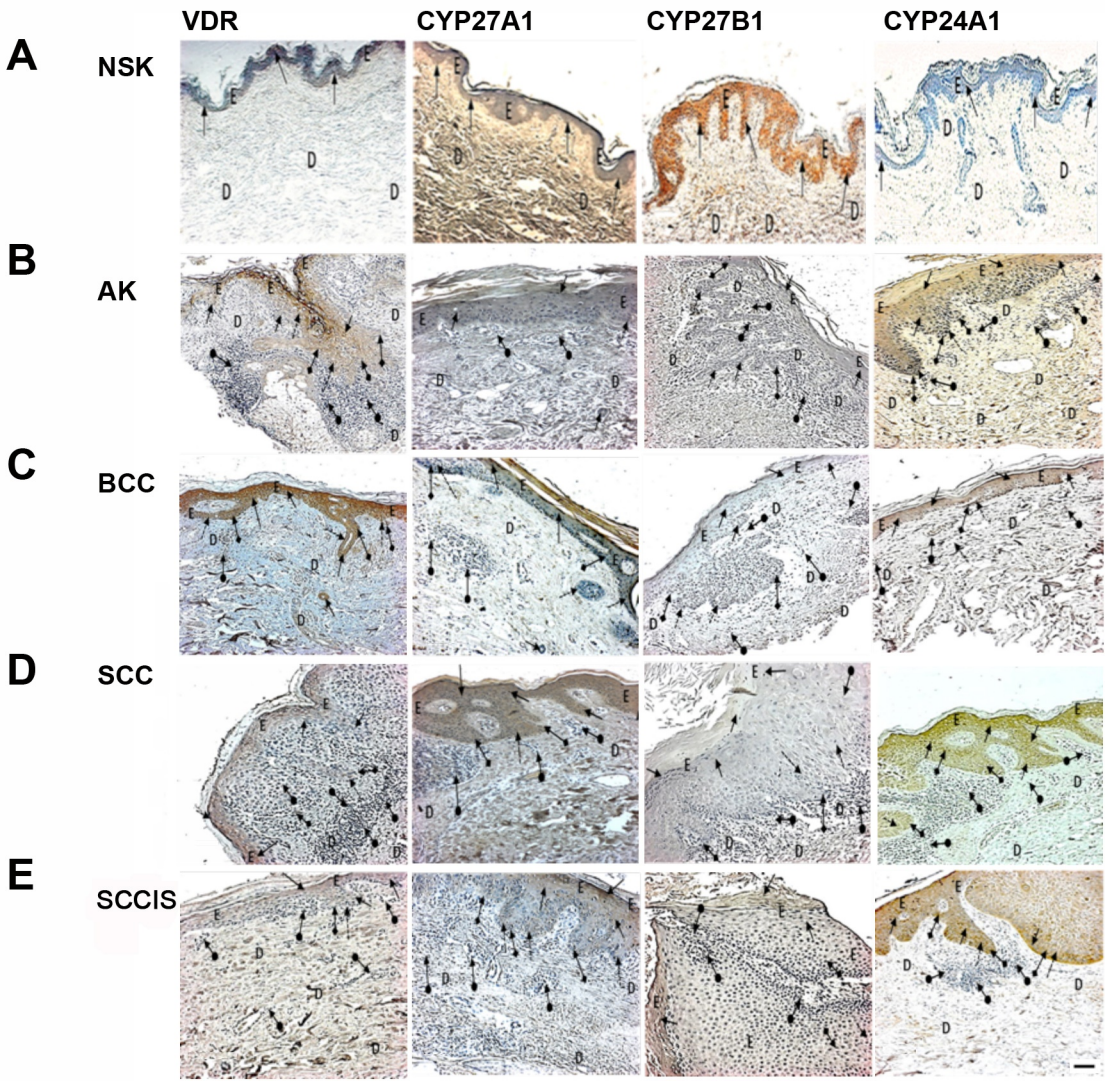 VDR CYP27A1 CYP27B1 CYP24A1
A NSK
E E E E E E E
D D D D D D D D
D D D D
B AK
E E E E E E E
D D D D D D D D
D D D D
C BCC
E E E E E E E
D D D D D D D
D D D D
D SCC
E E E E E E E E E
D D D D D D
E D D D D
E SCCIS
E E E E E E E
D D D D D D
D D D E D